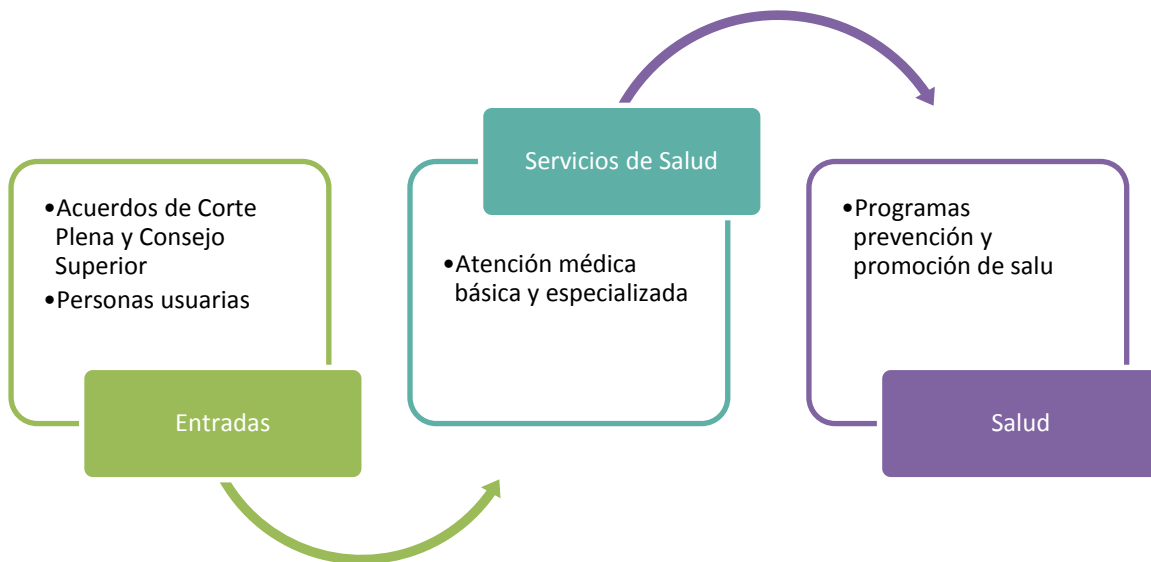 •Acuerdos de Corte
Plena y Consejo
Superior
•Personas usuarias
Entradas
Servicios de Salud
•Atención médica
básica y especializada
•Programas
prevención y
promoción de salu
Salud